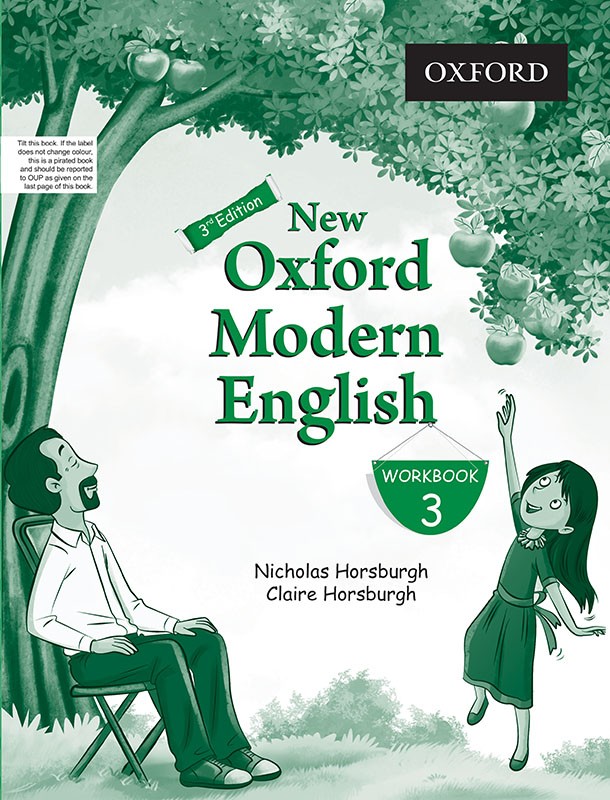 OXFORD
Tilt this book. If the label
does not change colour,
this is a pirated book
and should be reported
to OUP as given on the
last page of this book.
3rd Edition
New
Oxford
Modern
English
WORKBOOK
3
Nicholas Horsburgh
Claire Horsburgh